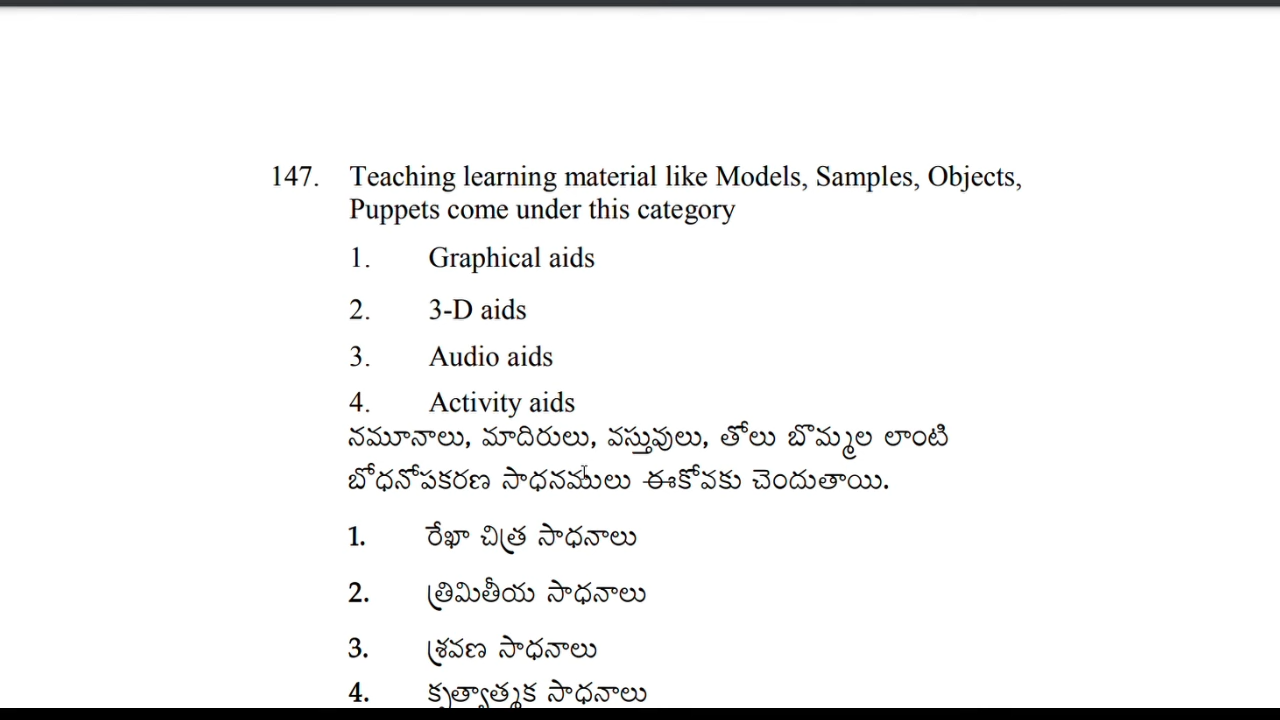 147. Teaching learning material like Models, Samples, Objects,
Puppets come under this category
1. Graphical aids
2. 3-D aids
3. Audio aids
4. Activity aids
నమూనాలు, మాదిరులు, వస్తువులు, తోలు బొమ్మల లాంటి
బోధనోపకరణ సాధనములు ఈకోవకు చెందుతాయి.
1. రేఖా చిత్ర సాధనాలు
2. త్రిమితీయ సాధనాలు
3. శ్రవణ సాధనాలు
4. కృత్యాత్మక సాధనాలు